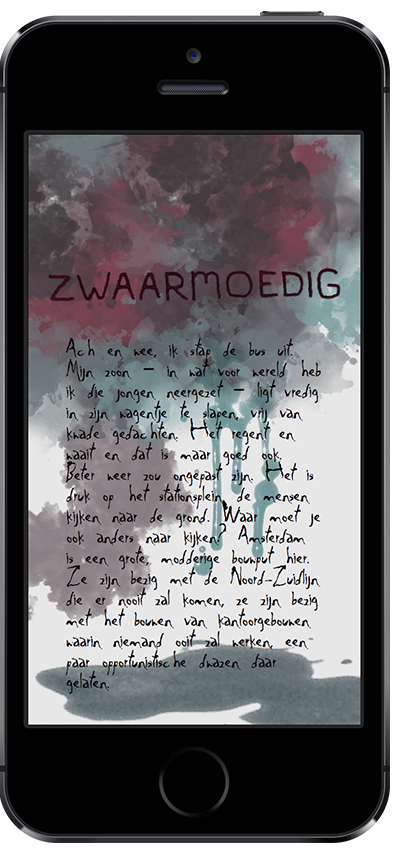 ZWAARMOEDIG
Ach en wee, ik stap de bus uit.
Mijn zoon – in wat voor wereld heb
ik die jongen neergezet – ligt vredig
in zijn wagentje te slapen, vrij van
kwade gedachten. Het regent en
waait en dat is maar goed ook.
Beter weer zou ongepast zijn. Het is
druk op het stationsplein, de mensen
kijken naar de grond. Waar moet je
ook anders naar kijken? Amsterdam
is een grote, modderige bouwput hier.
Ze zijn bezig met de Noord-Zuidlijn
die er nooit zal komen, ze zijn bezig
met het bouwen van kantoorgebouwen
waarin niemand ooit zal werken, een
paar opportunistische dwazen daar
gelaten.